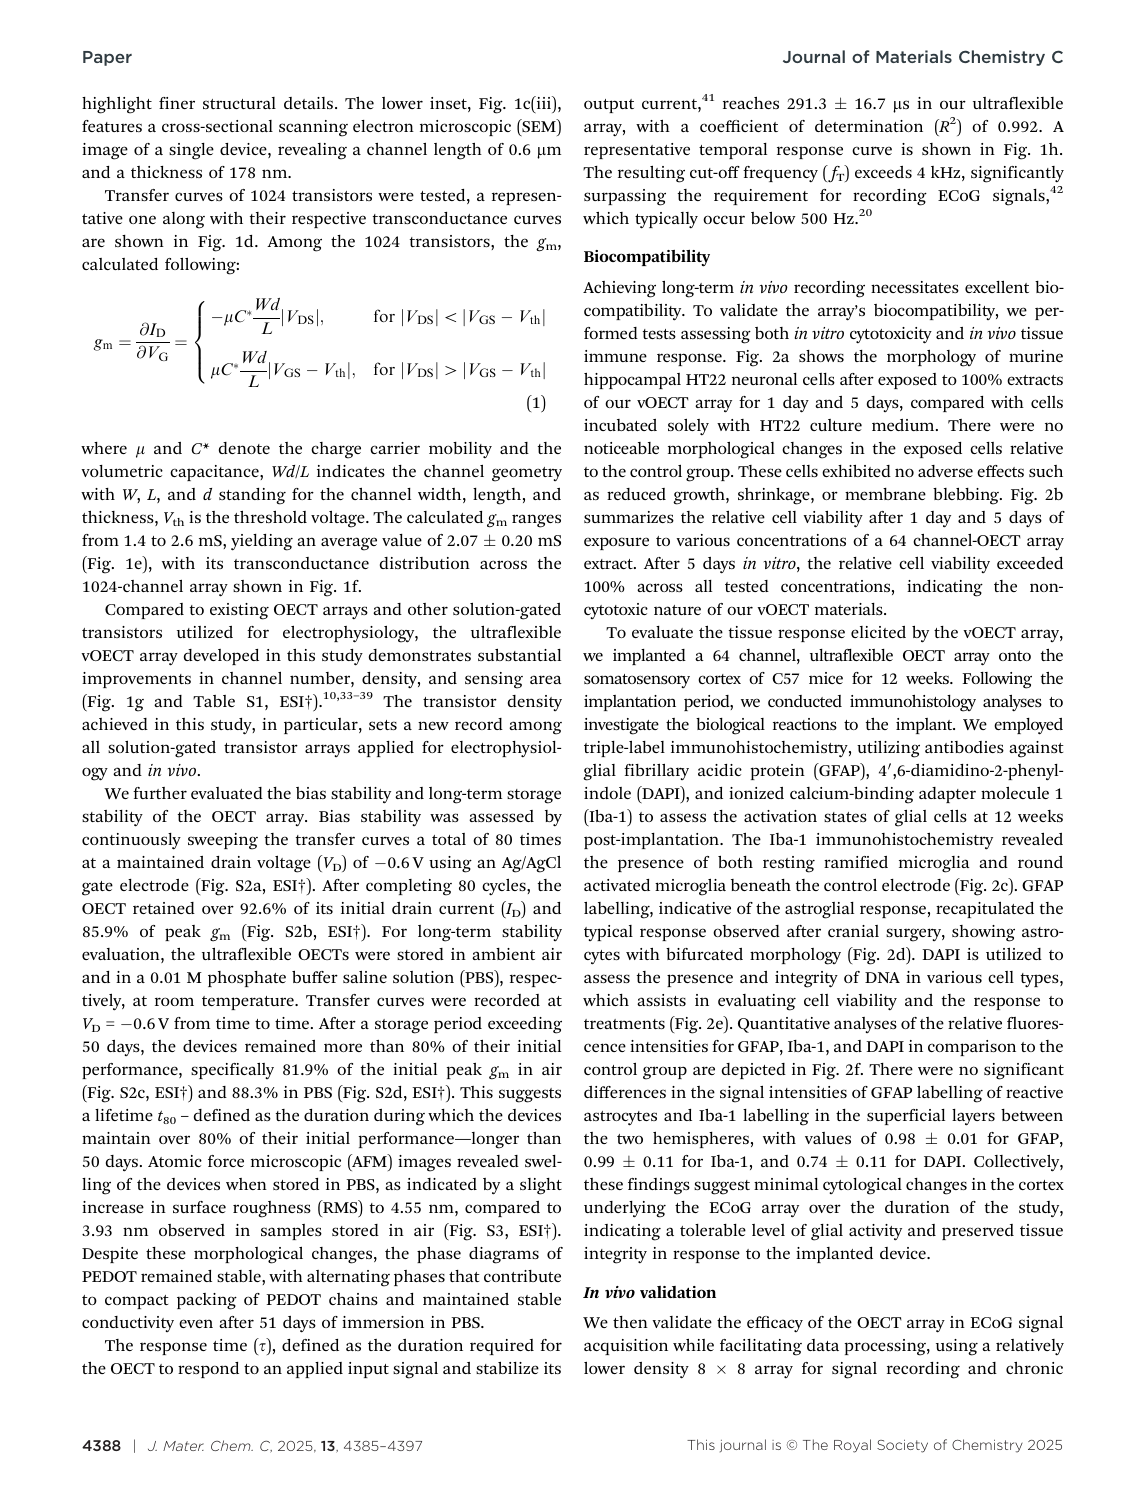 Paper
Journal of Materials Chemistry C
highlight finer structural details. The lower inset, Fig. 1c(iii),
features a cross-sectional scanning electron microscopic (SEM)
image of a single device, revealing a channel length of 0.6 μm
and a thickness of 178 nm.
Transfer curves of 1024 transistors were tested, a represen-
tative one along with their respective transconductance curves
are shown in Fig. 1d. Among the 1024 transistors, the gm,
calculated following:
gm = ∂ID/∂VG = { −μC* Wd/L |VDS|, for |VDS| < |VGS − Vth|
μC* Wd/L |VGS − Vth|, for |VDS| > |VGS − Vth|
(1)
where μ and C* denote the charge carrier mobility and the
volumetric capacitance, Wd/L indicates the channel geometry
with W, L, and d standing for the channel width, length, and
thickness, Vth is the threshold voltage. The calculated gm ranges
from 1.4 to 2.6 mS, yielding an average value of 2.07 ± 0.20 mS
(Fig. 1e), with its transconductance distribution across the
1024-channel array shown in Fig. 1f.
Compared to existing OECT arrays and other solution-gated
transistors utilized for electrophysiology, the ultraflexible
vOECT array developed in this study demonstrates substantial
improvements in channel number, density, and sensing area
(Fig. 1g and Table S1, ESI†).10,33–39 The transistor density
achieved in this study, in particular, sets a new record among
all solution-gated transistor arrays applied for electrophysiol-
ogy and in vivo.
We further evaluated the bias stability and long-term storage
stability of the OECT array. Bias stability was assessed by
continuously sweeping the transfer curves a total of 80 times
at a maintained drain voltage (VD) of −0.6 V using an Ag/AgCl
gate electrode (Fig. S2a, ESI†). After completing 80 cycles, the
OECT retained over 92.6% of its initial drain current (ID) and
85.9% of peak gm (Fig. S2b, ESI†). For long-term stability
evaluation, the ultraflexible OECTs were stored in ambient air
and in a 0.01 M phosphate buffer saline solution (PBS), respec-
tively, at room temperature. Transfer curves were recorded at
VD = −0.6 V from time to time. After a storage period exceeding
50 days, the devices remained more than 80% of their initial
performance, specifically 81.9% of the initial peak gm in air
(Fig. S2c, ESI†) and 88.3% in PBS (Fig. S2d, ESI†). This suggests
a lifetime t80 – defined as the duration during which the devices
maintain over 80% of their initial performance—longer than
50 days. Atomic force microscopic (AFM) images revealed swel-
ling of the devices when stored in PBS, as indicated by a slight
increase in surface roughness (RMS) to 4.55 nm, compared to
3.93 nm observed in samples stored in air (Fig. S3, ESI†).
Despite these morphological changes, the phase diagrams of
PEDOT remained stable, with alternating phases that contribute
to compact packing of PEDOT chains and maintained stable
conductivity even after 51 days of immersion in PBS.
The response time (τ), defined as the duration required for
the OECT to respond to an applied input signal and stabilize its
output current,41 reaches 291.3 ± 16.7 μs in our ultraflexible
array, with a coefficient of determination (R2) of 0.992. A
representative temporal response curve is shown in Fig. 1h.
The resulting cut-off frequency (fT) exceeds 4 kHz, significantly
surpassing the requirement for recording ECoG signals,42
which typically occur below 500 Hz.20
Biocompatibility
Achieving long-term in vivo recording necessitates excellent bio-
compatibility. To validate the array's biocompatibility, we per-
formed tests assessing both in vitro cytotoxicity and in vivo tissue
immune response. Fig. 2a shows the morphology of murine
hippocampal HT22 neuronal cells after exposed to 100% extracts
of our vOECT array for 1 day and 5 days, compared with cells
incubated solely with HT22 culture medium. There were no
noticeable morphological changes in the exposed cells relative
to the control group. These cells exhibited no adverse effects such
as reduced growth, shrinkage, or membrane blebbing. Fig. 2b
summarizes the relative cell viability after 1 day and 5 days of
exposure to various concentrations of a 64 channel-OECT array
extract. After 5 days in vitro, the relative cell viability exceeded
100% across all tested concentrations, indicating the non-
cytotoxic nature of our vOECT materials.
To evaluate the tissue response elicited by the vOECT array,
we implanted a 64 channel, ultraflexible OECT array onto the
somatosensory cortex of C57 mice for 12 weeks. Following the
implantation period, we conducted immunohistology analyses to
investigate the biological reactions to the implant. We employed
triple-label immunohistochemistry, utilizing antibodies against
glial fibrillary acidic protein (GFAP), 4′,6-diamidino-2-phenyl-
indole (DAPI), and ionized calcium-binding adapter molecule 1
(Iba-1) to assess the activation states of glial cells at 12 weeks
post-implantation. The Iba-1 immunohistochemistry revealed
the presence of both resting ramified microglia and round
activated microglia beneath the control electrode (Fig. 2c). GFAP
labelling, indicative of the astroglial response, recapitulated the
typical response observed after cranial surgery, showing astro-
cytes with bifurcated morphology (Fig. 2d). DAPI is utilized to
assess the presence and integrity of DNA in various cell types,
which assists in evaluating cell viability and the response to
treatments (Fig. 2e). Quantitative analyses of the relative fluores-
cence intensities for GFAP, Iba-1, and DAPI in comparison to the
control group are depicted in Fig. 2f. There were no significant
differences in the signal intensities of GFAP labelling of reactive
astrocytes and Iba-1 labelling in the superficial layers between
the two hemispheres, with values of 0.98 ± 0.01 for GFAP,
0.99 ± 0.11 for Iba-1, and 0.74 ± 0.11 for DAPI. Collectively,
these findings suggest minimal cytological changes in the cortex
underlying the ECoG array over the duration of the study,
indicating a tolerable level of glial activity and preserved tissue
integrity in response to the implanted device.
In vivo validation
We then validate the efficacy of the OECT array in ECoG signal
acquisition while facilitating data processing, using a relatively
lower density 8 × 8 array for signal recording and chronic
4388 | J. Mater. Chem. C, 2025, 13, 4385–4397
This journal is © The Royal Society of Chemistry 2025